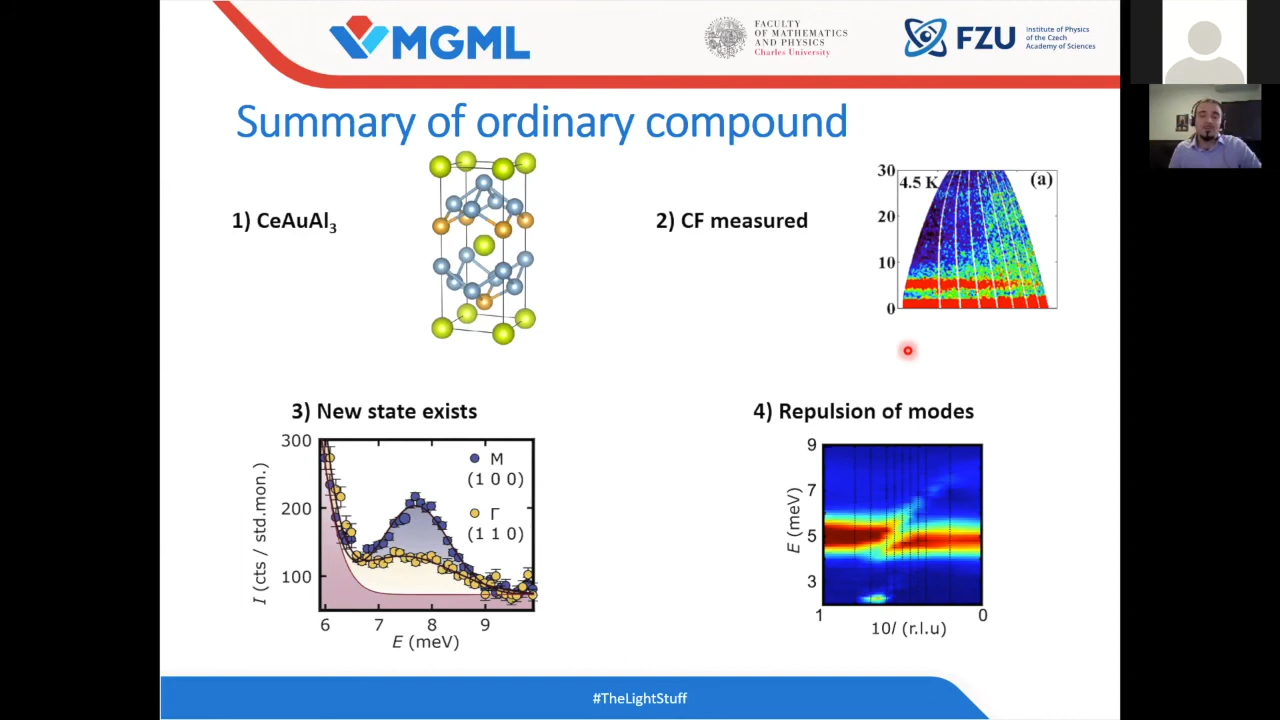 MGML
FACULTY
OF MATHEMATICS
AND PHYSICS
Charles University
FZU
Institute of Physics
of the Czech
Academy of Sciences
Summary of ordinary compound
1) CeAuAl3
2) CF measured
30
20
10
0
4.5 K
(a)
3) New state exists
300
200
100
I (cts / std.mon.)
M
(1 0 0)
Γ
(1 1 0)
6 7 8 9
E (meV)
4) Repulsion of modes
9
7
5
3
E (meV)
1 0
10l (r.l.u)
#TheLightStuff